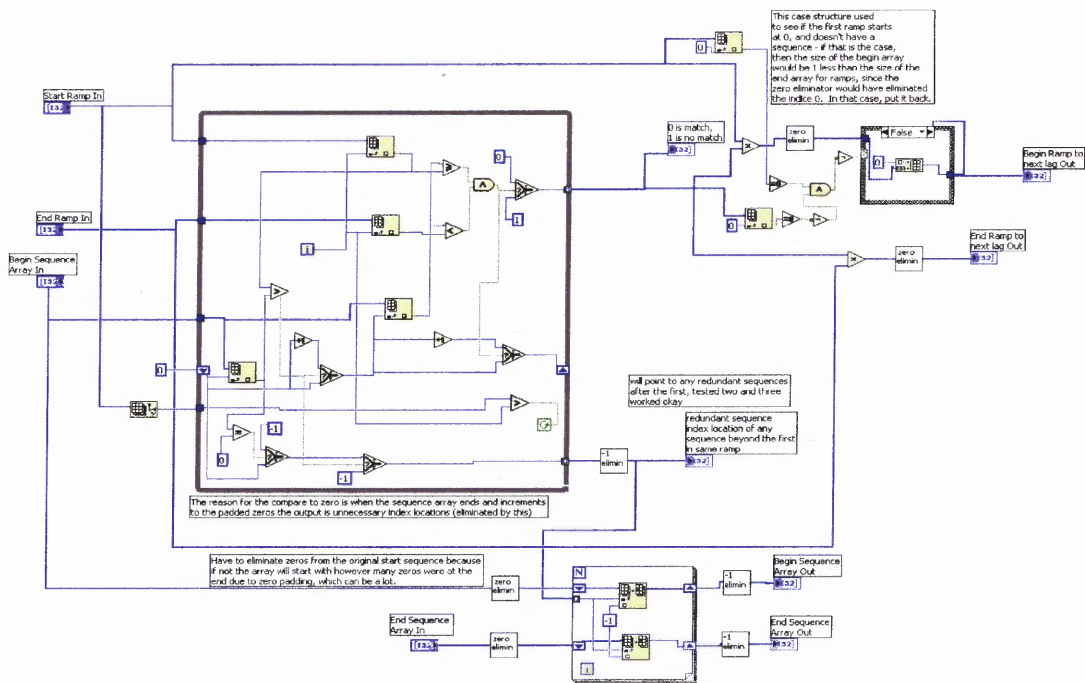 This case structure used
to see if the first ramp starts
at 0, and doesn't have a
sequence - if that is the case,
then the size of the begin array
would be 1 less than the size of the
end array for ramps, since the
zero eliminator would have eliminated
the indice 0. In that case, put it back.
0
Start Ramp In
[I32]
0 is match,
1 is no match
[I32]
zero
elimin
False
0
Begin Ramp to
next lag Out
[I32]
0
1
0
End Ramp In
[I32]
i
End Ramp to
next lag Out
zero
elimin
[I32]
Begin Sequence
Array In
[I32]
0
will point to any redundant sequences
after the first, tested two and three
worked okay
redundant sequence
index location of any
sequence beyond the first
in same ramp
-1
0
-1
-1
elimin
[I32]
The reason for the compare to zero is when the sequence array ends and increments
to the padded zeros the output is unnecessary index locations (eliminated by this)
Have to eliminate zeros from the original start sequence because
if not the array will start with however many zeros were at the
end due to zero padding, which can be a lot.
Begin Sequence
Array Out
N
zero
elimin
-1
elimin
[I32]
-1
End Sequence
Array In
[I32]
zero
elimin
End Sequence
Array Out
-1
elimin
[I32]
i